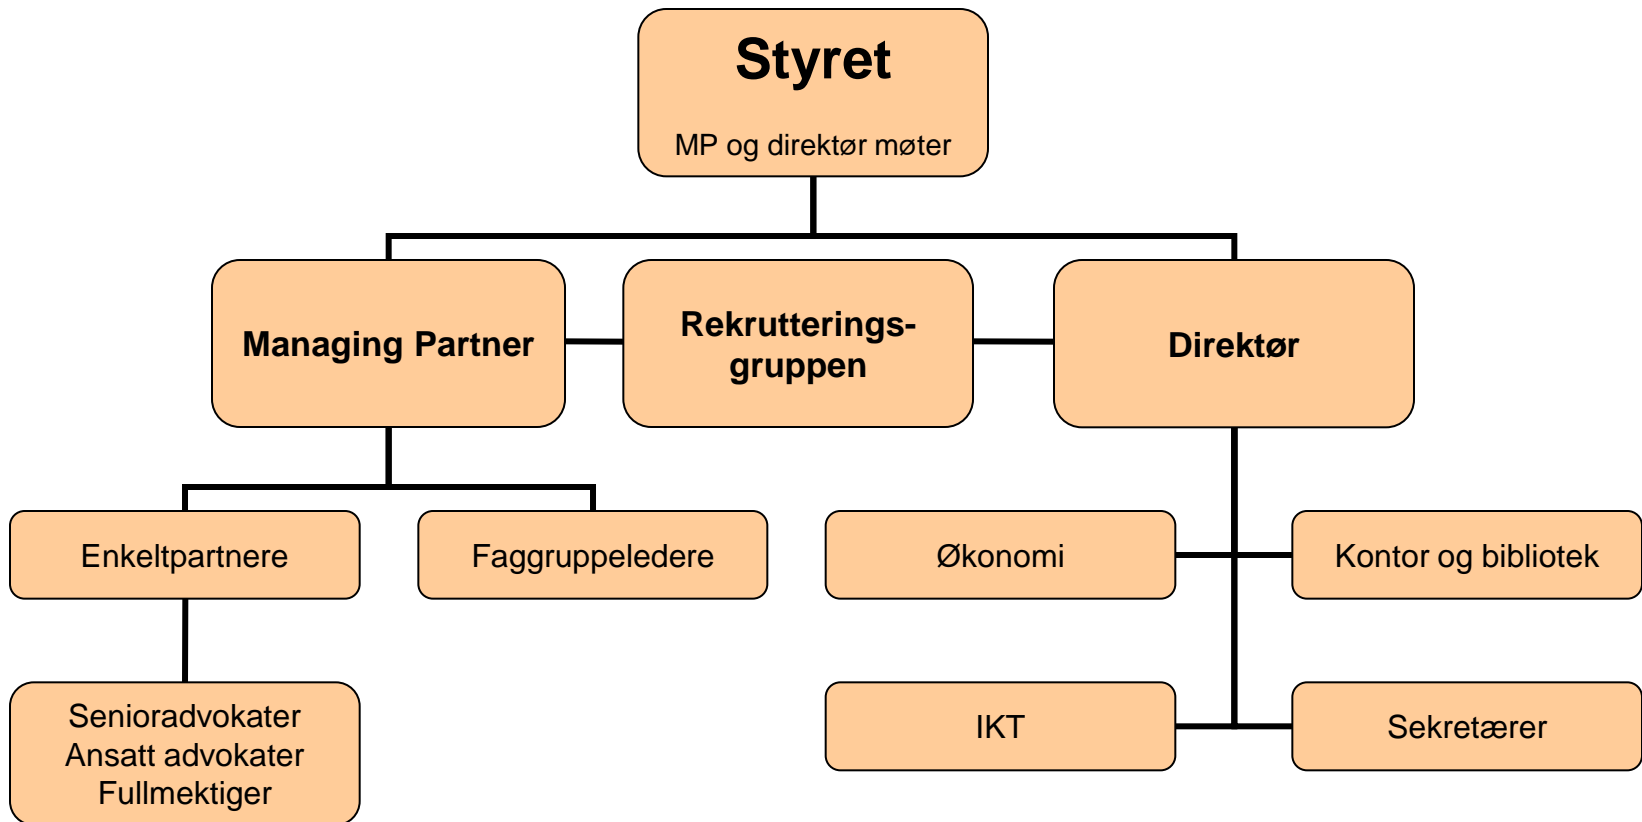 Styret
MP og direktør møter
Managing Partner
Rekrutterings-
gruppen
Direktør
Enkeltpartnere
Faggruppeledere
Økonomi
Kontor og bibliotek
Senioradvokater
Ansatt advokater
Fullmektiger
IKT
Sekretærer